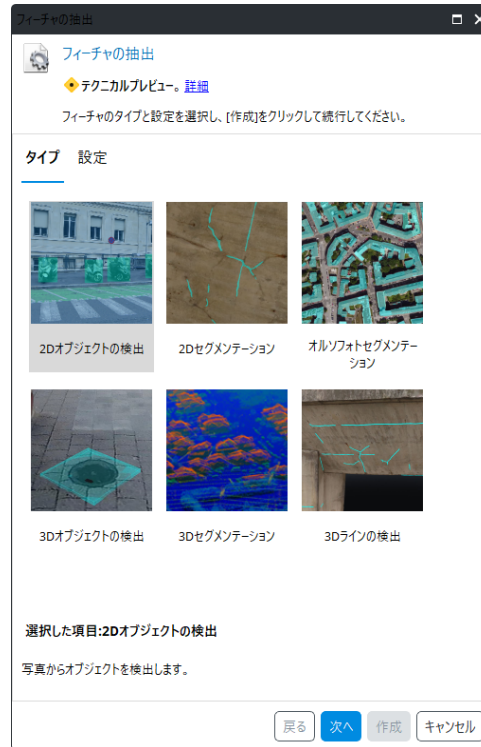 フィーチャの抽出
フィーチャの抽出
テクニカルプレビュー。 詳細
フィーチャのタイプと設定を選択し、[作成]をクリックして続行してください。
タイプ 設定
2Dオブジェクトの検出
2Dセグメンテーション
オルソフォトセグメンテー
ション
3Dオブジェクトの検出
3Dセグメンテーション
3Dラインの検出
選択した項目:2Dオブジェクトの検出
写真からオブジェクトを検出します。
戻る 次へ 作成 キャンセル